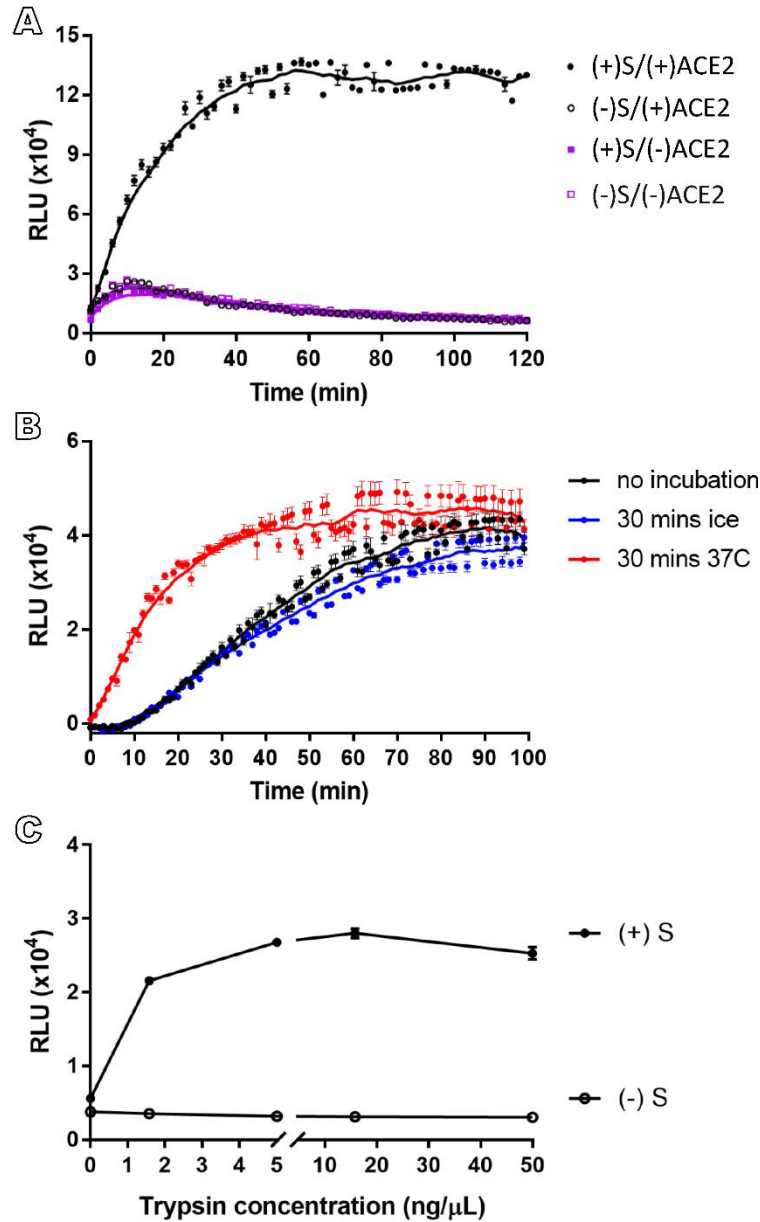 A
15
12
9
6
3
0
RLU (x10⁴)
0 20 40 60 80 100 120
Time (min)
(+)S/(+)ACE2
(-)S/(+)ACE2
(+)S/(-)ACE2
(-)S/(-)ACE2
B
6
4
2
0
RLU (x10⁴)
0 10 20 30 40 50 60 70 80 90 100
Time (min)
no incubation
30 mins ice
30 mins 37C
C
4
3
2
1
0
RLU (x10⁴)
0 1 2 3 4 5 10 20 30 40 50
Trypsin concentration (ng/µL)
(+) S
(-) S